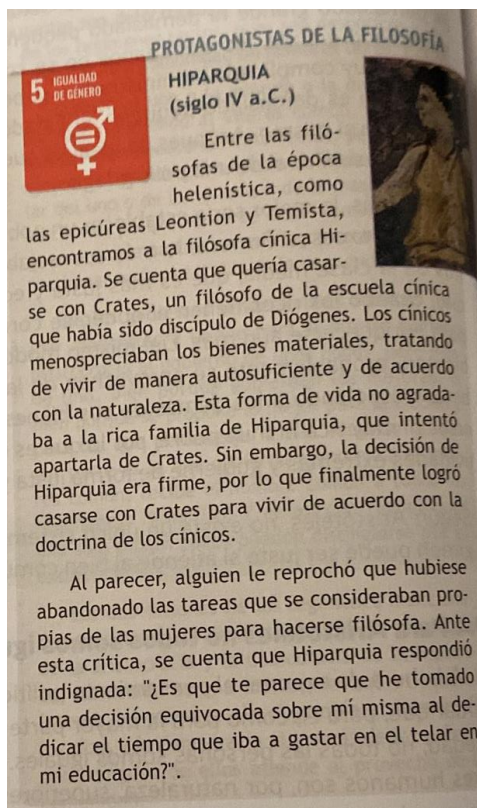 PROTAGONISTAS DE LA FILOSOFÍA
5 IGUALDAD
DE GÉNERO
HIPARQUIA
(siglo IV a.C.)
Entre las filó-
sofas de la época
helenística, como
las epicúreas Leontion y Temista,
encontramos a la filósofa cínica Hi-
parquia. Se cuenta que quería casar-
se con Crates, un filósofo de la escuela cínica
que había sido discípulo de Diógenes. Los cínicos
menospreciaban los bienes materiales, tratando
de vivir de manera autosuficiente y de acuerdo
con la naturaleza. Esta forma de vida no agrada-
ba a la rica familia de Hiparquia, que intentó
apartarla de Crates. Sin embargo, la decisión de
Hiparquia era firme, por lo que finalmente logró
casarse con Crates para vivir de acuerdo con la
doctrina de los cínicos.
Al parecer, alguien le reprochó que hubiese
abandonado las tareas que se consideraban pro-
pias de las mujeres para hacerse filósofa. Ante
esta crítica, se cuenta que Hiparquia respondió
indignada: "¿Es que te parece que he tomado
una decisión equivocada sobre mí misma al de-
dicar el tiempo que iba a gastar en el telar en
mi educación?".